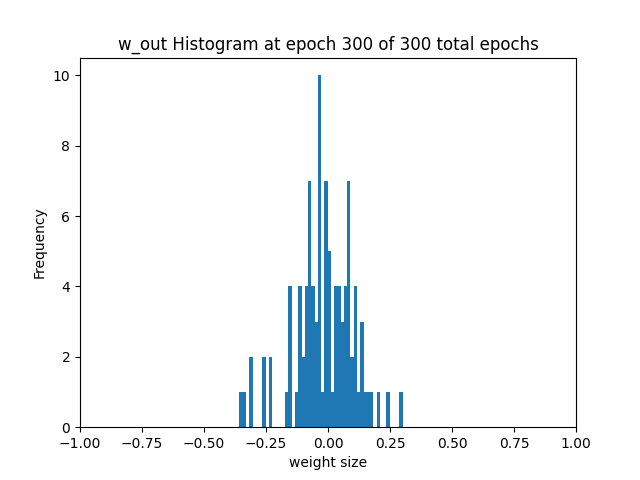 w_out Histogram at epoch 300 of 300 total epochs
10
8
6
4
2
0
Frequency
−1.00 −0.75 −0.50 −0.25 0.00 0.25 0.50 0.75 1.00
weight size